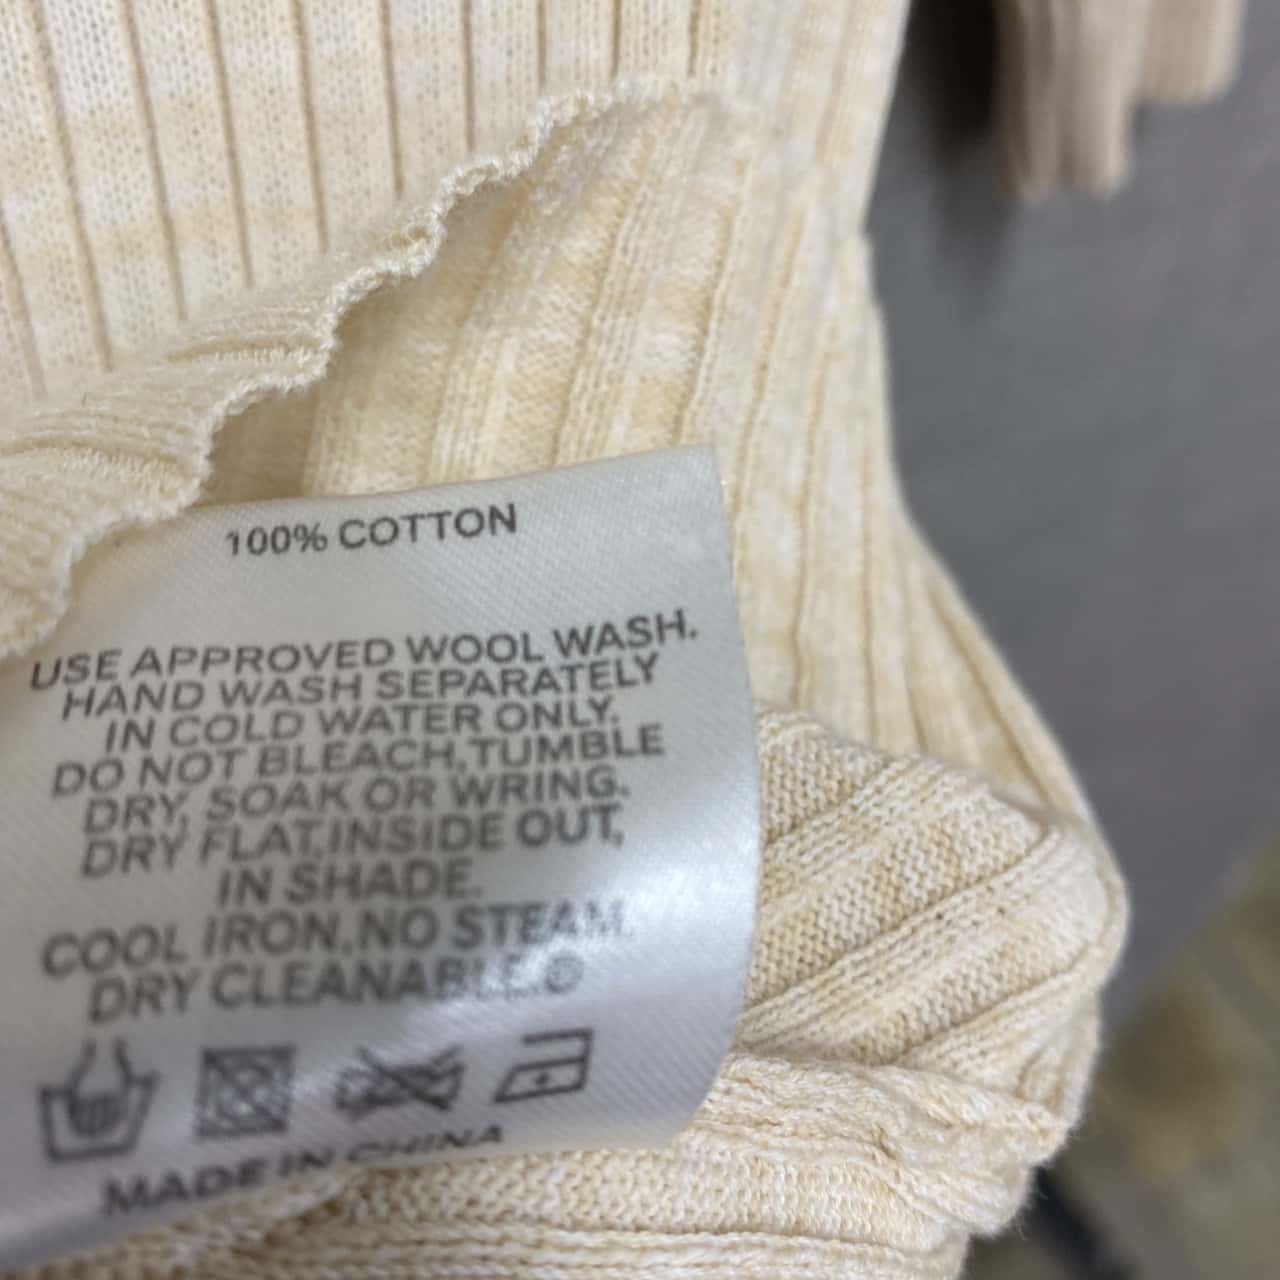 100% COTTON
USE APPROVED WOOL WASH.
HAND WASH SEPARATELY
IN COLD WATER ONLY.
DO NOT BLEACH,TUMBLE
DRY, SOAK OR WRING.
DRY FLAT,INSIDE OUT,
IN SHADE.
COOL IRON,NO STEAM.
DRY CLEANABLE.Ⓟ
MADE IN CHINA